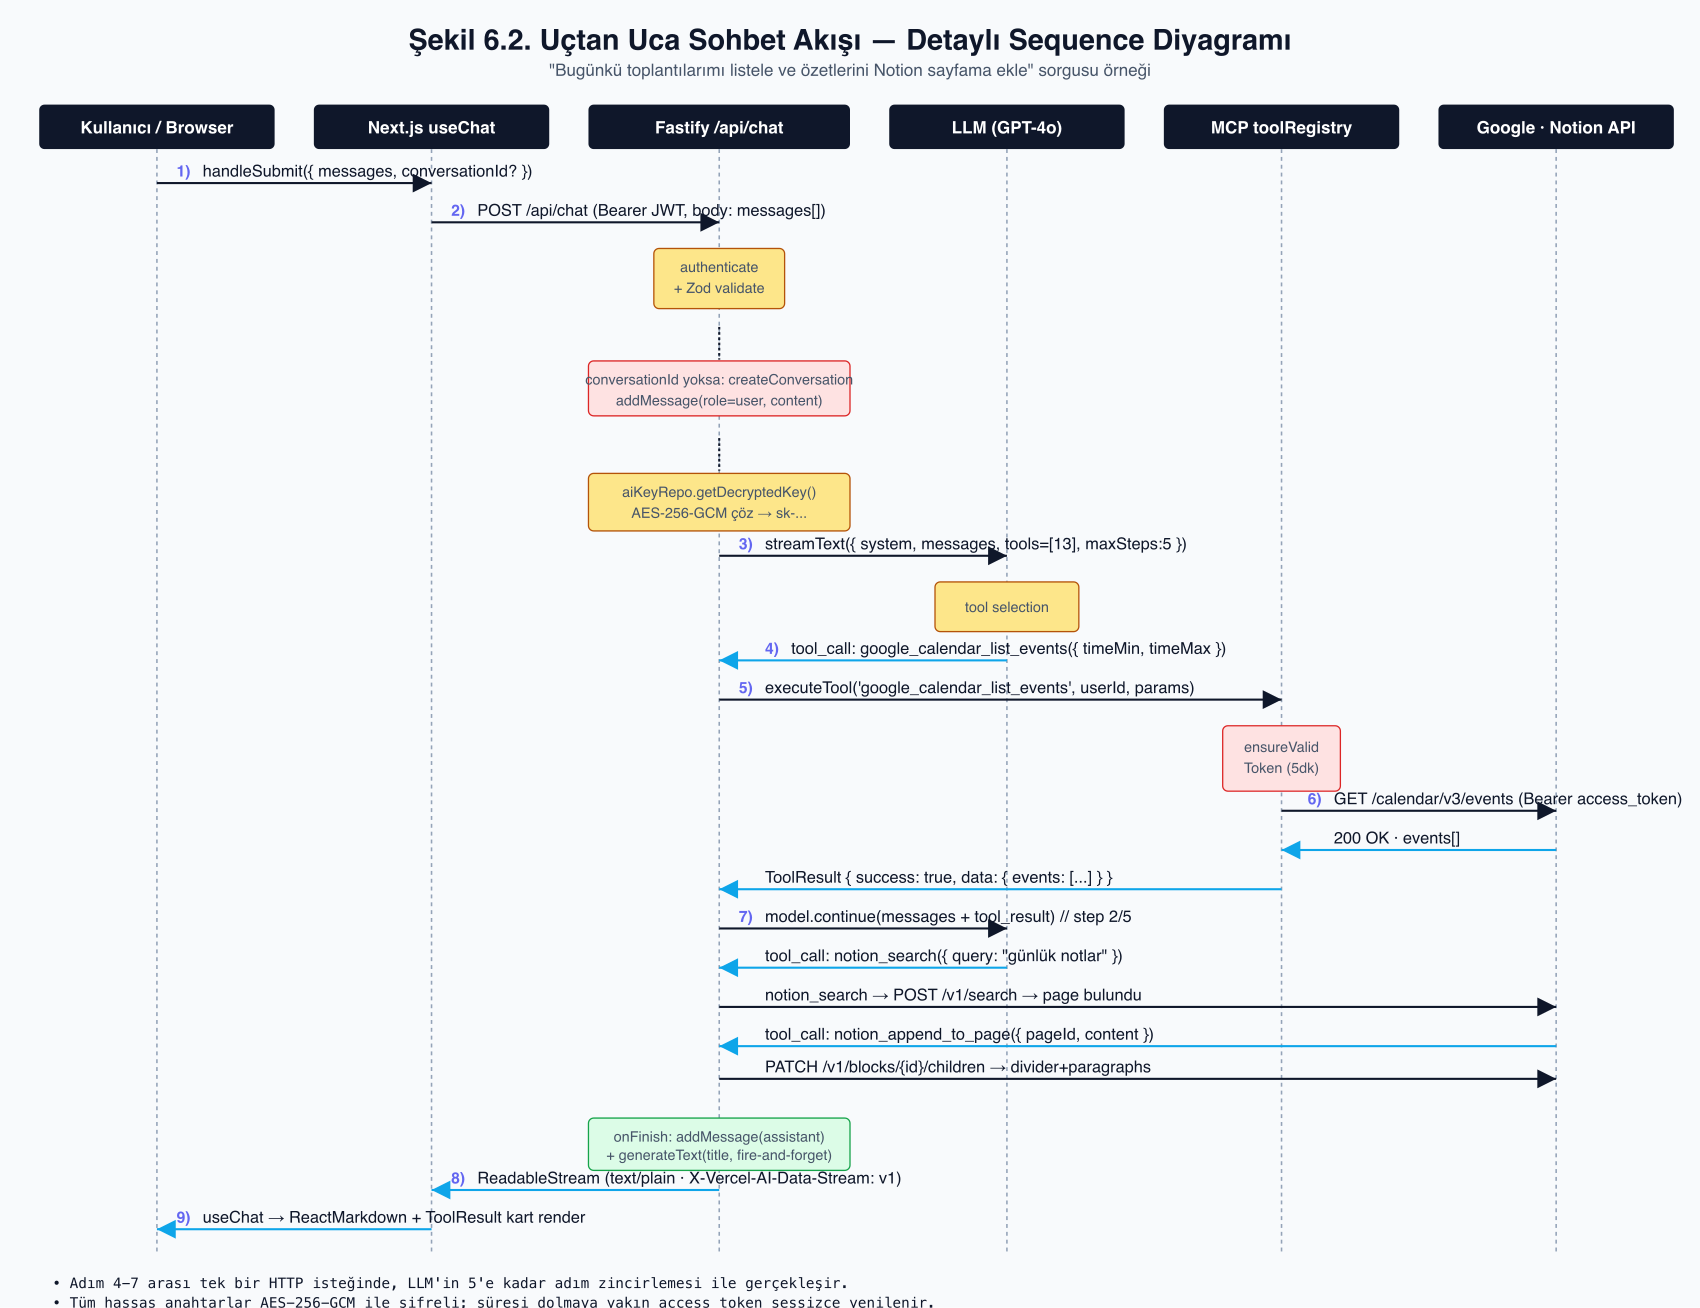 Şekil 6.2. Uçtan Uca Sohbet Akışı — Detaylı Sequence Diyagramı
"Bugünkü toplantılarımı listele ve özetlerini Notion sayfama ekle" sorgusu örneği
Kullanıcı / Browser
Next.js useChat
Fastify /api/chat
LLM (GPT-4o)
MCP toolRegistry
Google · Notion API
1) handleSubmit({ messages, conversationId? })
2) POST /api/chat (Bearer JWT, body: messages[])
authenticate
+ Zod validate
conversationId yoksa: createConversation
addMessage(role=user, content)
aiKeyRepo.getDecryptedKey()
AES-256-GCM çöz → sk-...
3) streamText({ system, messages, tools=[13], maxSteps:5 })
tool selection
4) tool_call: google_calendar_list_events({ timeMin, timeMax })
5) executeTool('google_calendar_list_events', userId, params)
ensureValid
Token (5dk)
6) GET /calendar/v3/events (Bearer access_token)
200 OK · events[]
ToolResult { success: true, data: { events: [...] } }
7) model.continue(messages + tool_result) // step 2/5
tool_call: notion_search({ query: "günlük notlar" })
notion_search → POST /v1/search → page bulundu
tool_call: notion_append_to_page({ pageId, content })
PATCH /v1/blocks/{id}/children → divider+paragraphs
onFinish: addMessage(assistant)
+ generateText(title, fire-and-forget)
8) ReadableStream (text/plain · X-Vercel-AI-Data-Stream: v1)
9) useChat → ReactMarkdown + ToolResult kart render
• Adım 4–7 arası tek bir HTTP isteğinde, LLM'in 5'e kadar adım zincirlemesi ile gerçekleşir.
• Tüm hassas anahtarlar AES-256-GCM ile şifreli; süresi dolmaya yakın access token sessizce yenilenir.